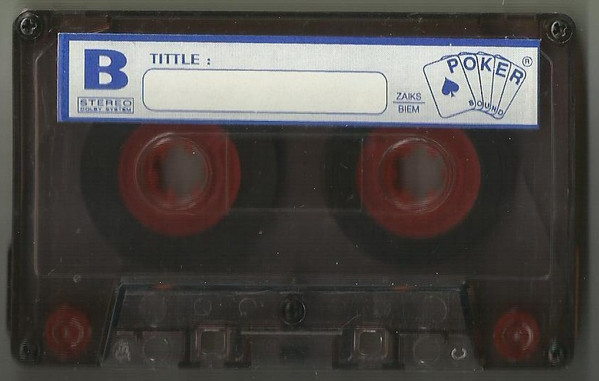 B
TITTLE :
STEREO
DOLBY SYSTEM
ZAIKS
BIEM
POKER®
SOUND